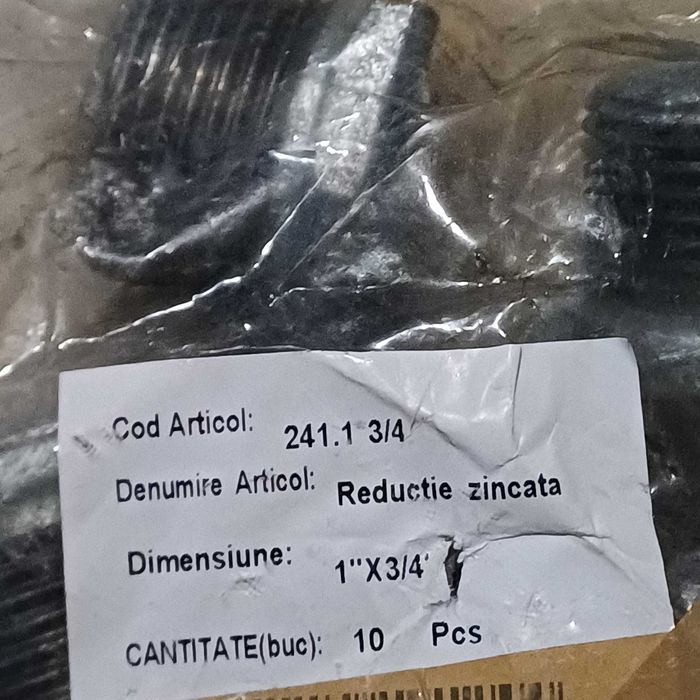 Cod Articol: 241.1 3/4
Denumire Articol: Reductie zincata
Dimensiune: 1"X3/4'
CANTITATE(buc): 10 Pcs